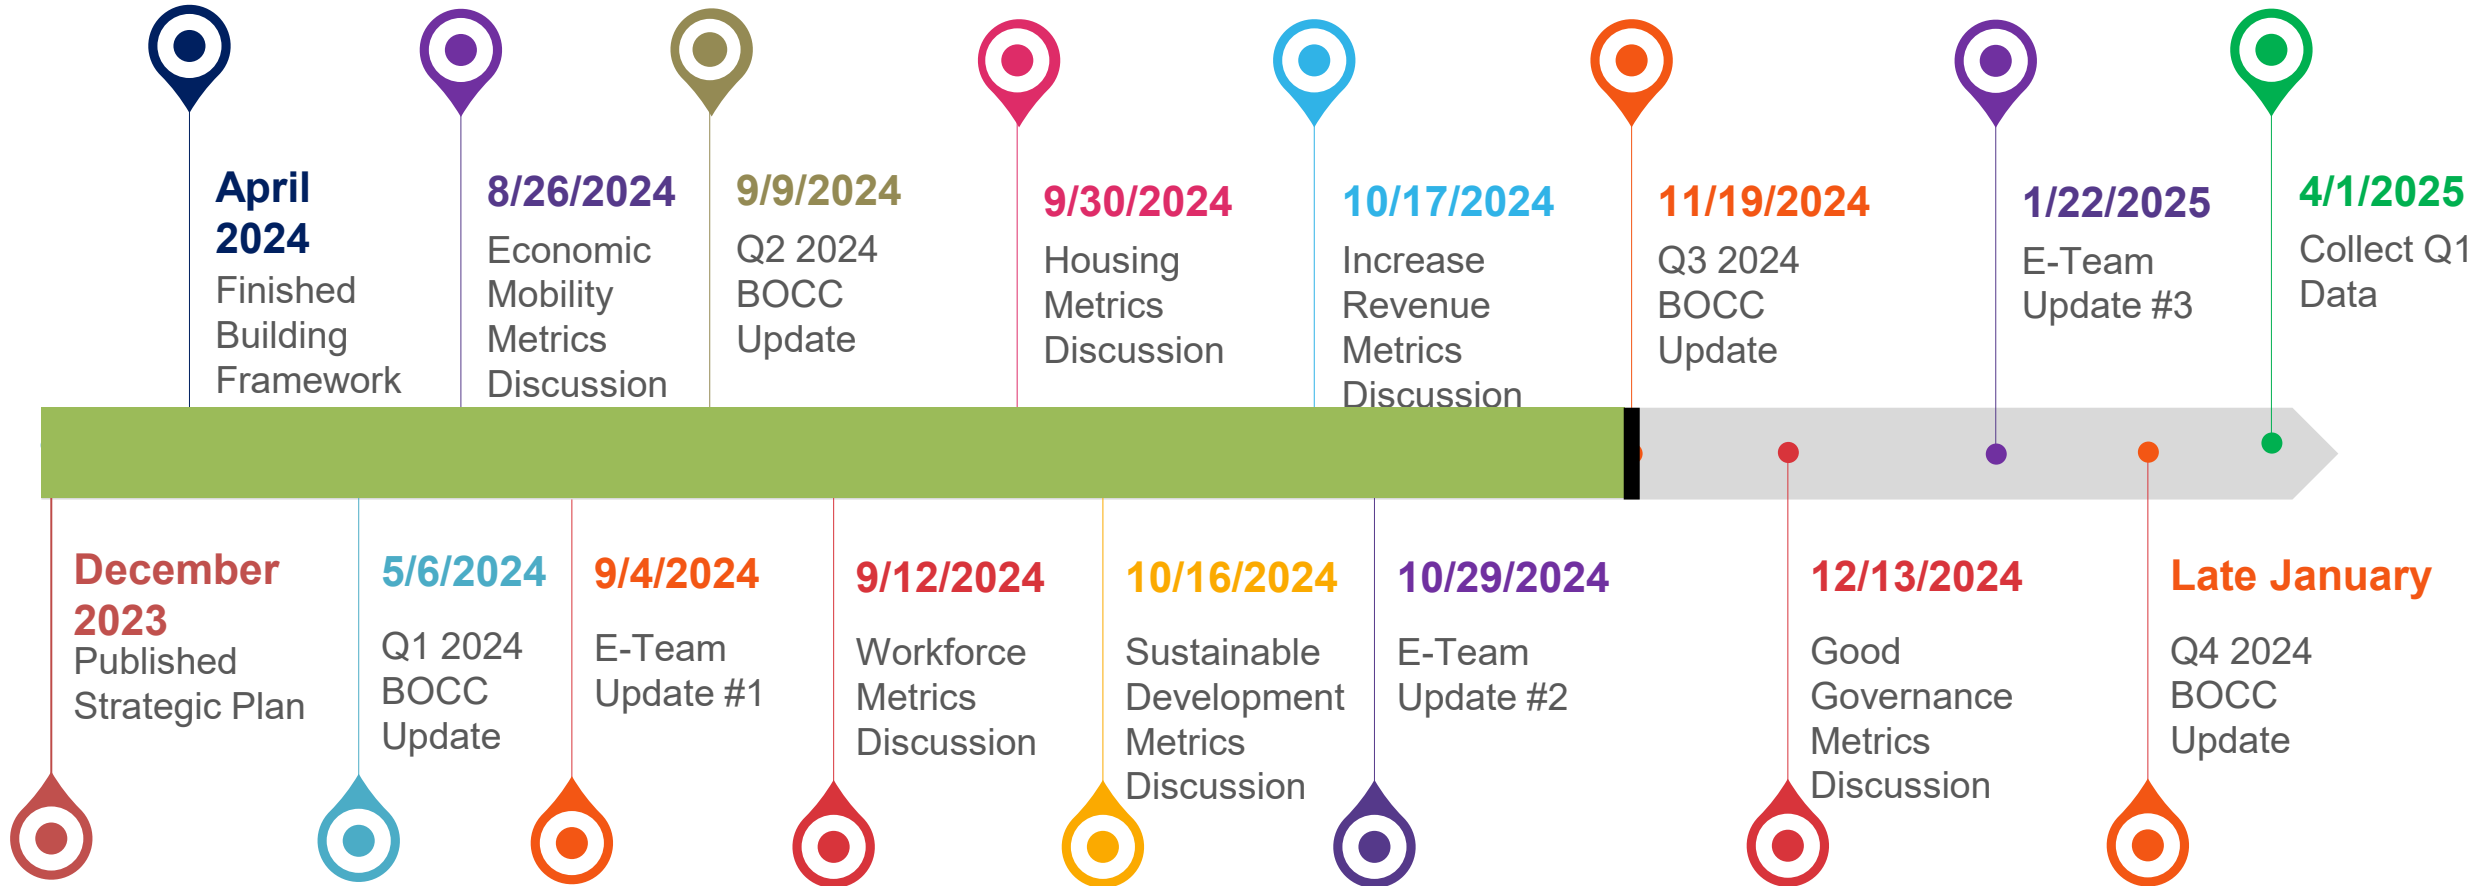 April
2024
Finished
Building
Framework
8/26/2024
Economic
Mobility
Metrics
Discussion
9/9/2024
Q2 2024
BOCC
Update
9/30/2024
Housing
Metrics
Discussion
10/17/2024
Increase
Revenue
Metrics
Discussion
11/19/2024
Q3 2024
BOCC
Update
1/22/2025
E-Team
Update #3
4/1/2025
Collect Q1
Data
December
2023
Published
Strategic Plan
5/6/2024
Q1 2024
BOCC
Update
9/4/2024
E-Team
Update #1
9/12/2024
Workforce
Metrics
Discussion
10/16/2024
Sustainable
Development
Metrics
Discussion
10/29/2024
E-Team
Update #2
12/13/2024
Good
Governance
Metrics
Discussion
Late January
Q4 2024
BOCC
Update